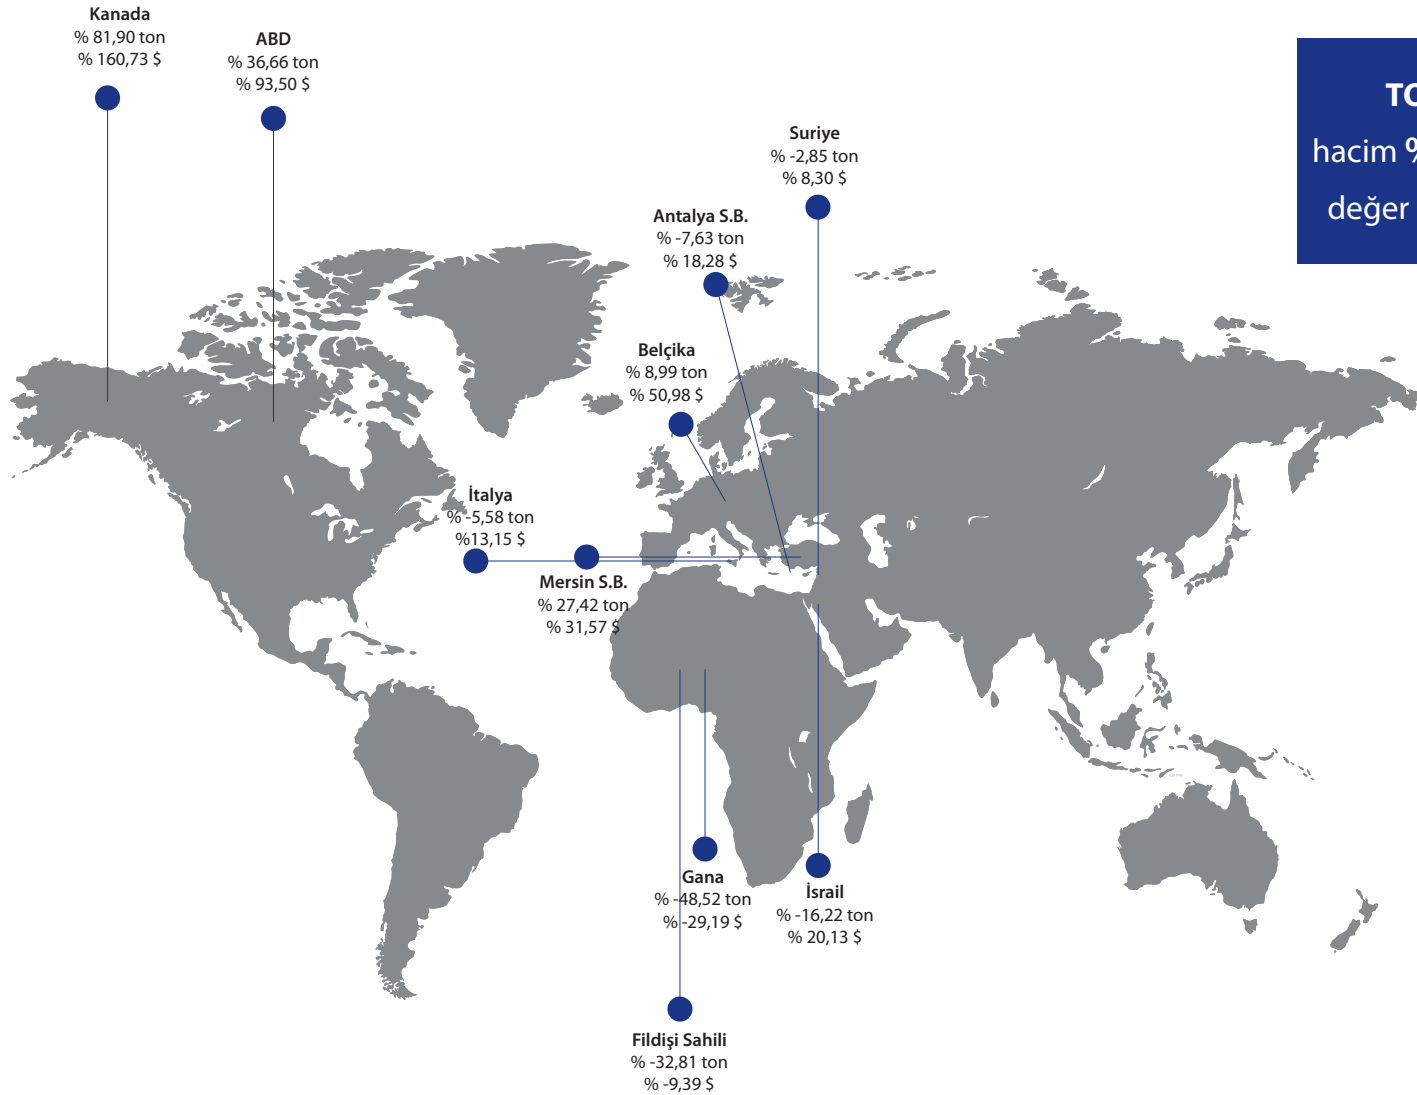 Kanada
% 81,90 ton
% 160,73 $
ABD
% 36,66 ton
% 93,50 $
Suriye
% -2,85 ton
% 8,30 $
hacim %
değer
Antalya S.B.
% -7,63 ton
% 18,28 $
Belçika
% 8,99 ton
% 50,98 $
İtalya
% -5,58 ton
%13,15 $
Mersin S.B.
% 27,42 ton
% 31,57 $
Gana
% -48,52 ton
% -29,19 $
İsrail
% -16,22 ton
% 20,13 $
Fildişi Sahili
% -32,81 ton
% -9,39 $